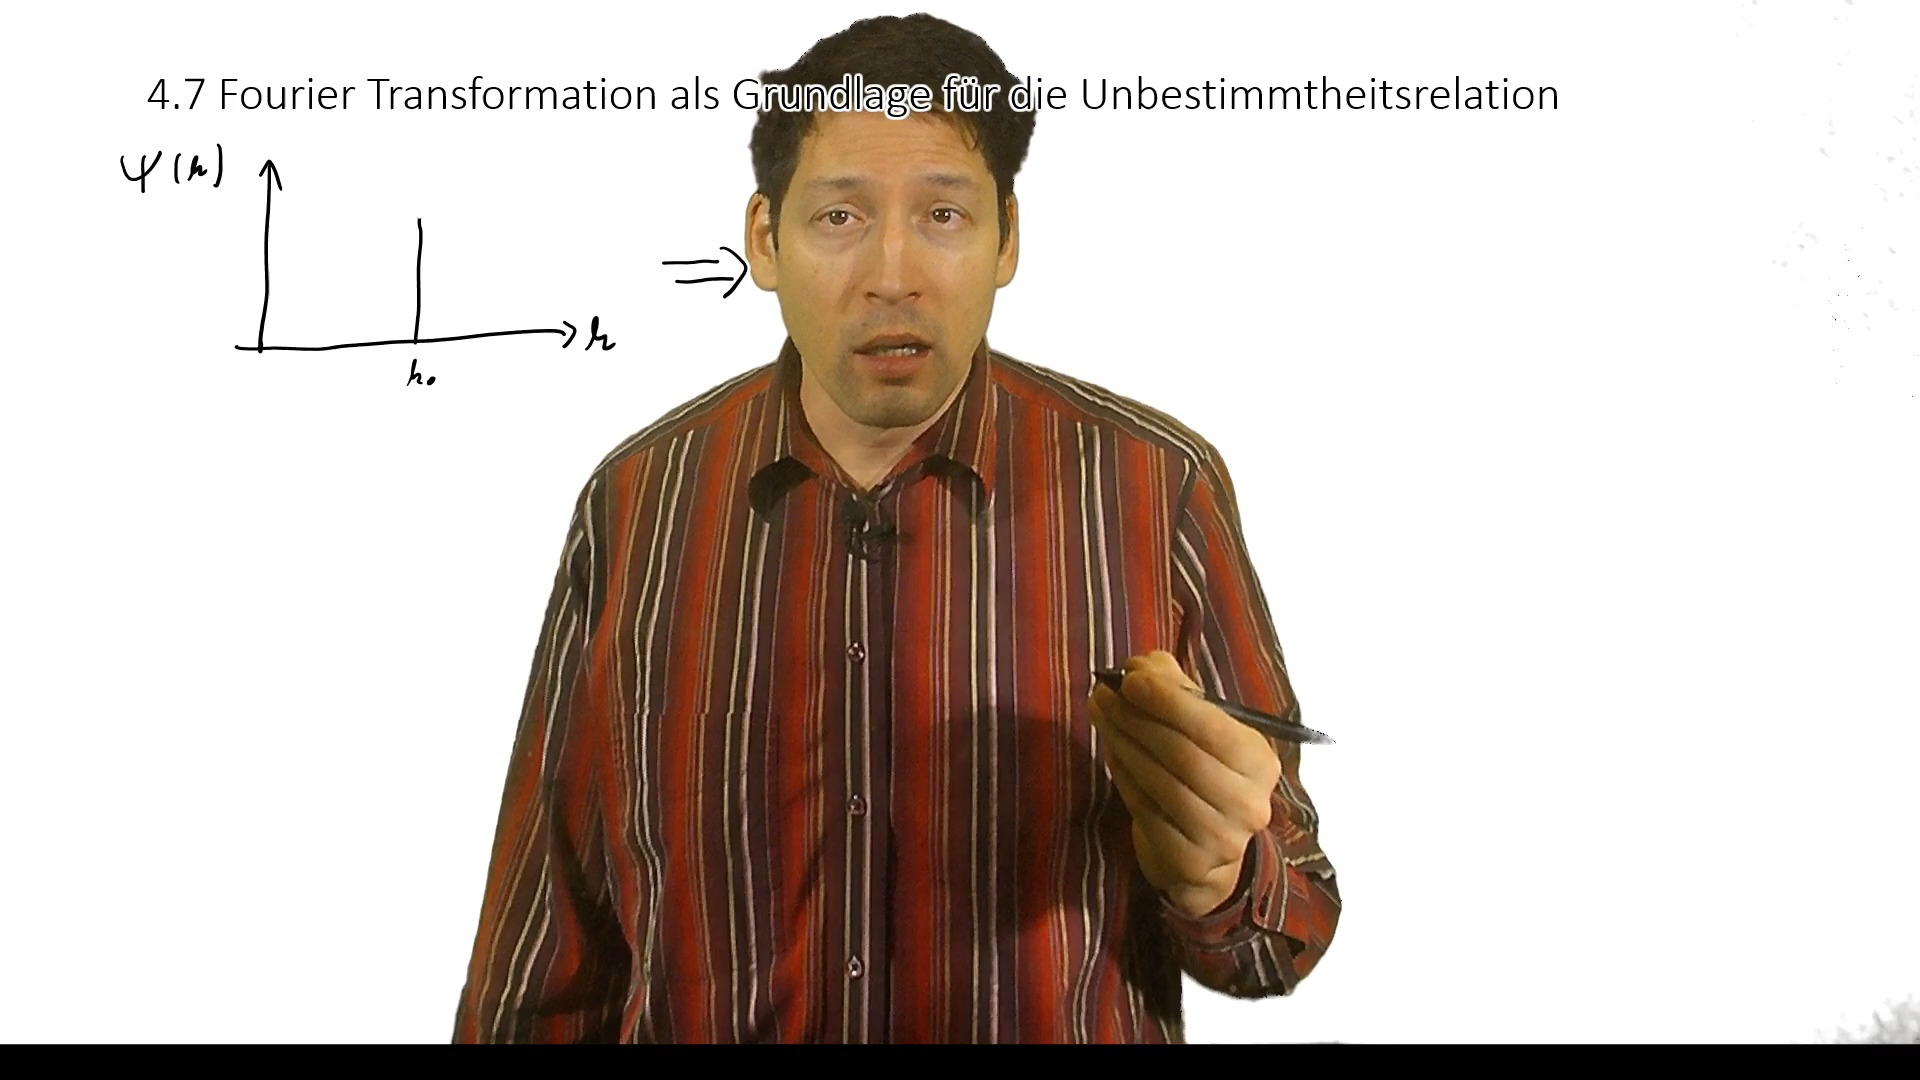 4.7 Fourier Transformation als Grundlage für die Unbestimmtheitsrelation
ψ(k)
⇒
k
k₀